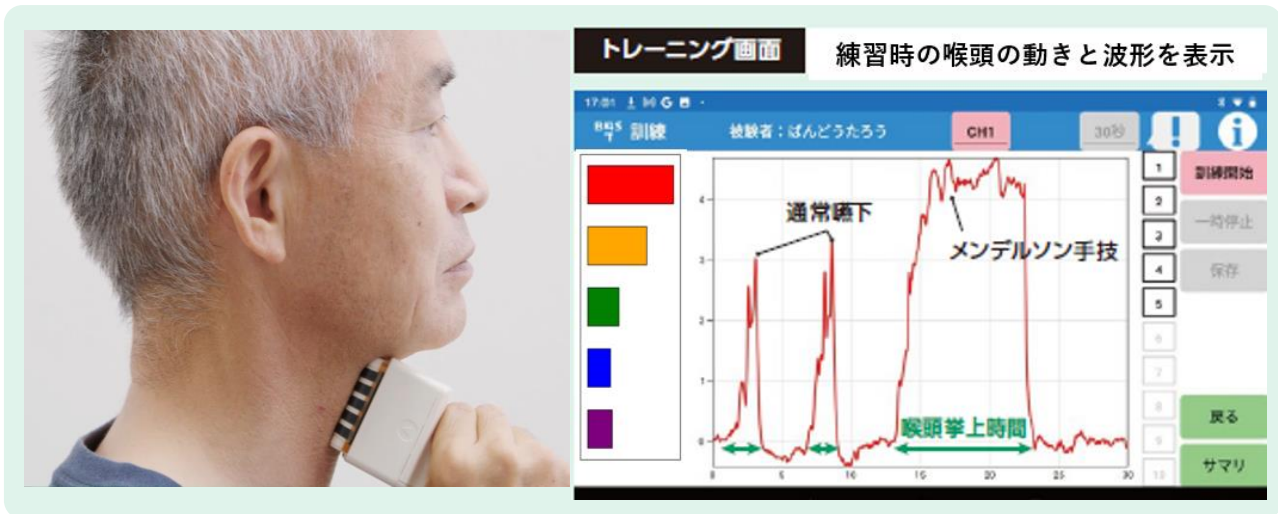 トレーニング画面
練習時の喉頭の動きと波形を表示
17:01
訓練
被験者:ばんどうたろう
CH1
30秒
通常嚥下
メンデルソン手技
喉頭挙上時間
4
3
2
1
0
0
5
10
15
20
25
30
1
2
3
4
5
6
7
8
9
10
訓練開始
一時停止
保存
戻る
サマリ